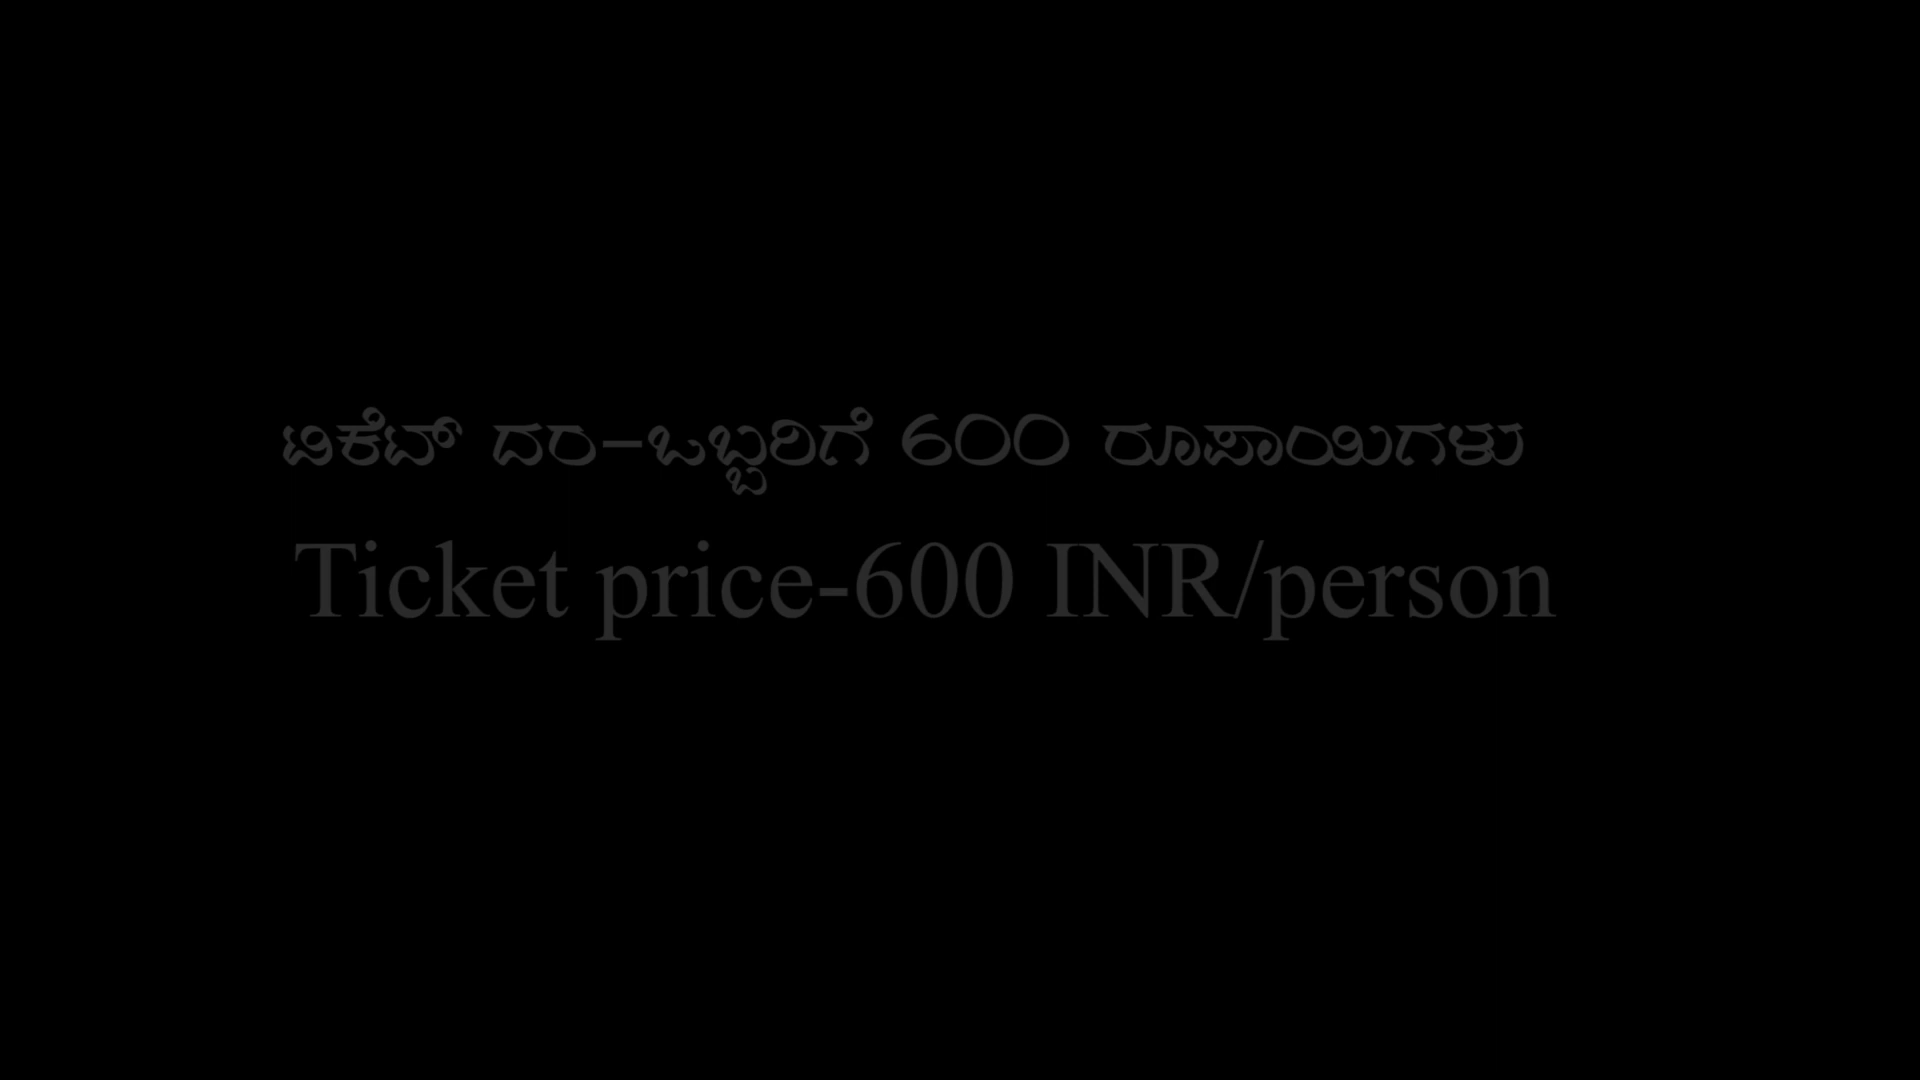 ಟಿಕೆಟ್ ದರ-ಒಬ್ಬರಿಗೆ 600 ರೂಪಾಯಿಗಳು
Ticket price-600 INR/person